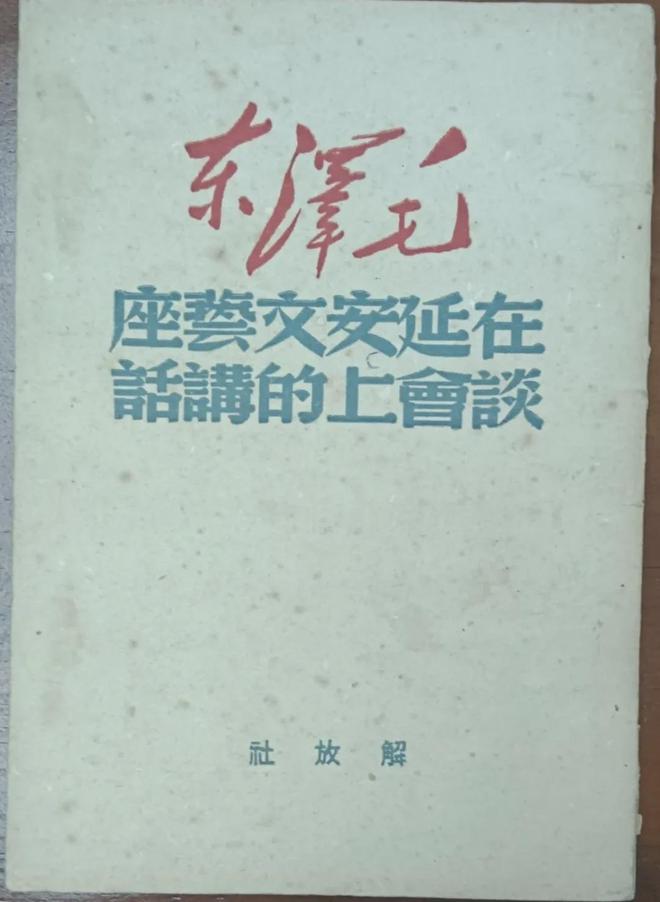 毛澤东
在延安文藝座
談會上的講話
解放社